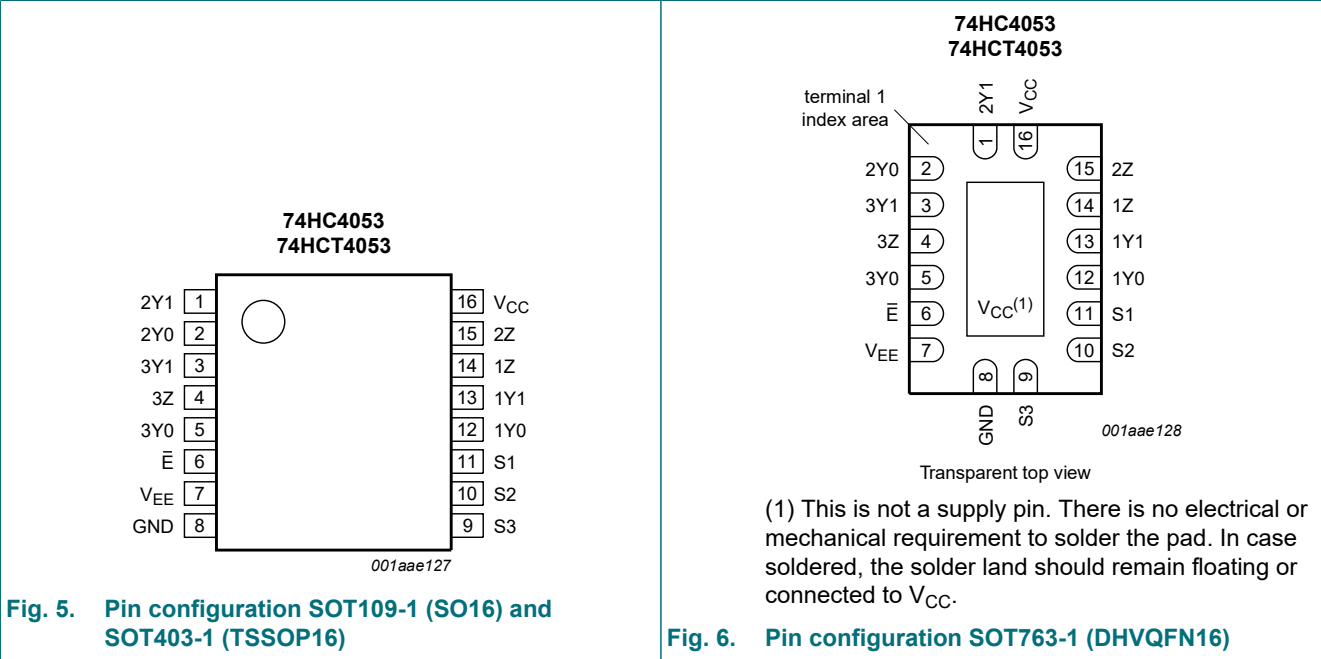 74HC4053
74HCT4053
2Y1 1
2Y0 2
3Y1 3
3Z 4
3Y0 5
E̅ 6
VEE 7
GND 8
16 VCC
15 2Z
14 1Z
13 1Y1
12 1Y0
11 S1
10 S2
9 S3
001aae127
Fig. 5. Pin configuration SOT109-1 (SO16) and
SOT403-1 (TSSOP16)
74HC4053
74HCT4053
terminal 1
index area
2Y1
VCC
1
16
2Y0 2
3Y1 3
3Z 4
3Y0 5
E̅ 6
VEE 7
15 2Z
14 1Z
13 1Y1
12 1Y0
11 S1
10 S2
VCC(1)
8
9
GND
S3
001aae128
Transparent top view
(1) This is not a supply pin. There is no electrical or
mechanical requirement to solder the pad. In case
soldered, the solder land should remain floating or
connected to VCC.
Fig. 6. Pin configuration SOT763-1 (DHVQFN16)